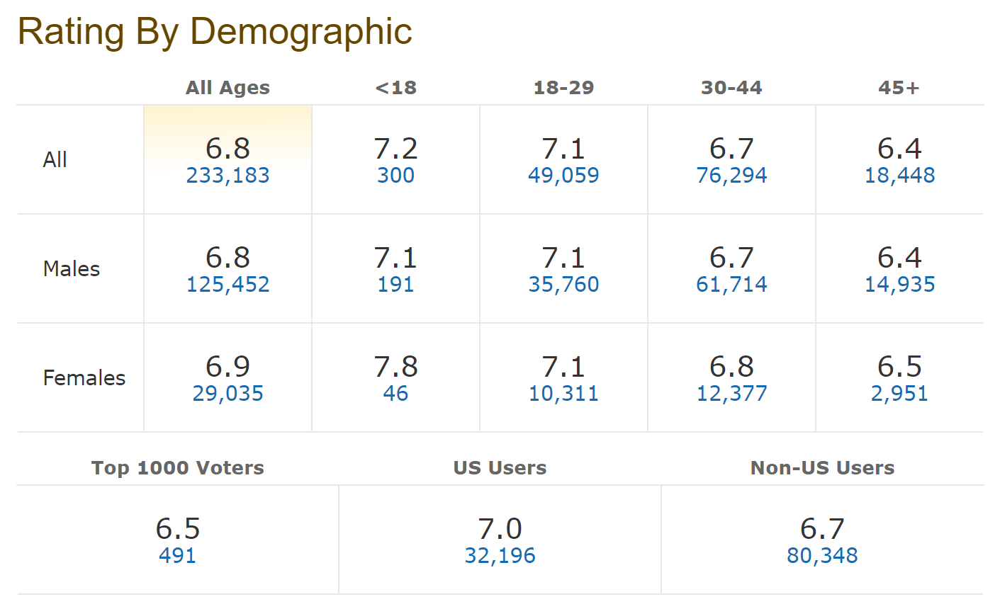 Rating By Demographic
All Ages <18 18-29 30-44 45+
All
6.8 7.2 7.1 6.7 6.4
233,183 300 49,059 76,294 18,448
Males
6.8 7.1 7.1 6.7 6.4
125,452 191 35,760 61,714 14,935
Females
6.9 7.8 7.1 6.8 6.5
29,035 46 10,311 12,377 2,951
Top 1000 Voters US Users Non-US Users
6.5 7.0 6.7
491 32,196 80,348